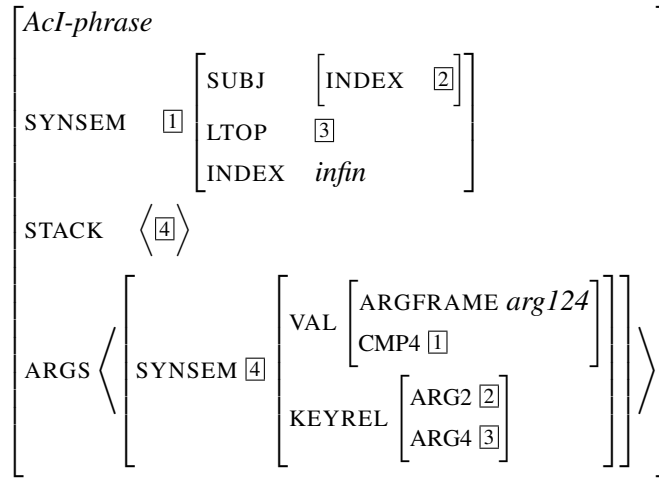 AcI-phrase
SUBJ [INDEX 2]
SYNSEM 1 LTOP 3
INDEX infin
STACK ⟨4⟩
VAL ARGFRAME arg124
CMP4 1
ARGS ⟨ SYNSEM 4 ⟩
KEYREL ARG2 2
ARG4 3